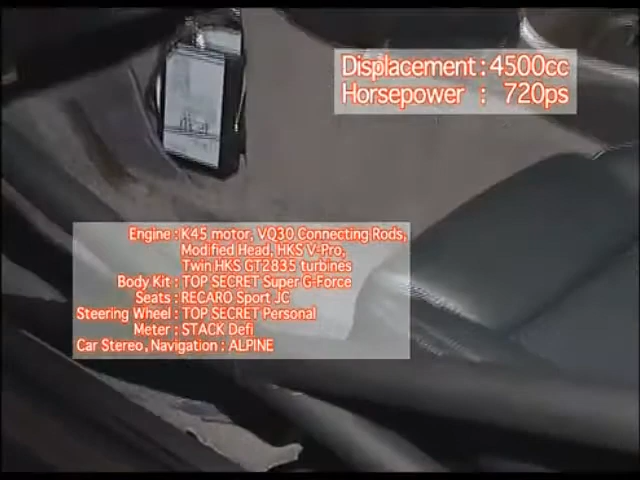 Displacement : 4500cc
Horsepower : 720ps
Engine : K45 motor, VQ30 Connecting Rods,
Modified Head, HKS V-Pro,
Twin HKS GT2835 turbines
Body Kit : TOP SECRET Super G-Force
Seats : RECARO Sport JC
Steering Wheel : TOP SECRET Personal
Meter : STACK Defi
Car Stereo, Navigation : ALPINE